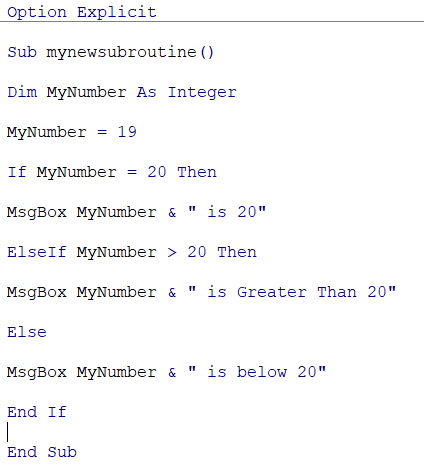 Option Explicit
Sub mynewsubroutine()
Dim MyNumber As Integer
MyNumber = 19
If MyNumber = 20 Then
MsgBox MyNumber & " is 20"
ElseIf MyNumber > 20 Then
MsgBox MyNumber & " is Greater Than 20"
Else
MsgBox MyNumber & " is below 20"
End If
End Sub